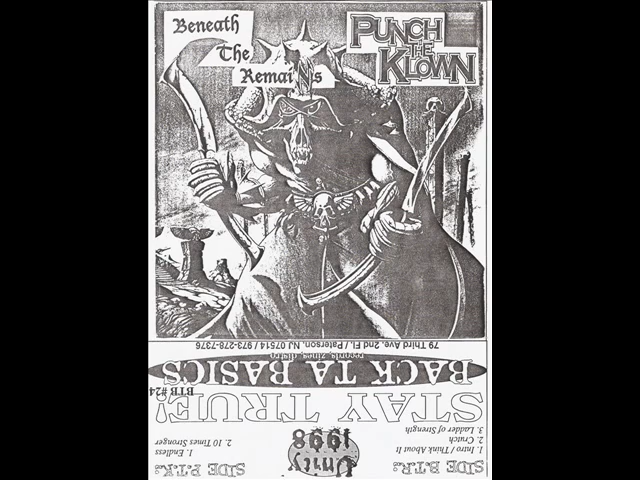 Beneath
The
Remains
PUNCH
THE
KLOWN
79 Third Ave. 2nd Fl. / Paterson, NJ 07514 / 973-278-7376
records, zines, distro
BACK TA BASICS
BTB #24
STAY TRUE!
Unity
1998
SIDE B.T.R.:
1. Intro / Think About It
2. Crutch
3. Ladder of Strength
SIDE P.T.K.:
1. Endless
2. 10 Times Stronger